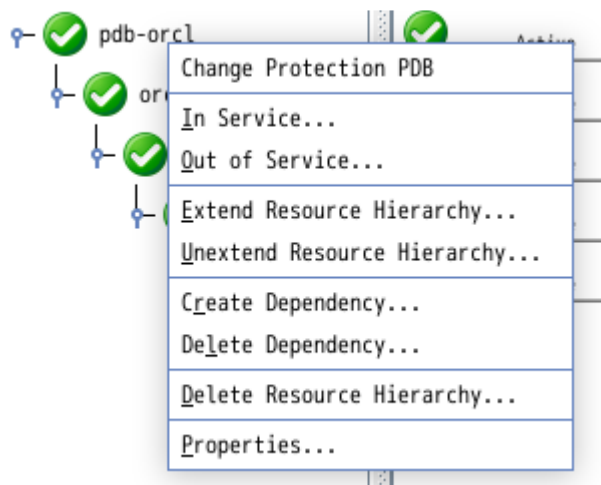 pdb-orcl
Active
Change Protection PDB
In Service...
Out of Service...
Extend Resource Hierarchy...
Unextend Resource Hierarchy...
Create Dependency...
Delete Dependency...
Delete Resource Hierarchy...
Properties...